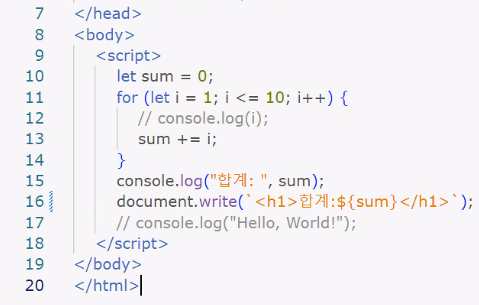 7 </head>
8 <body>
9 <script>
10 let sum = 0;
11 for (let i = 1; i <= 10; i++) {
12 // console.log(i);
13 sum += i;
14 }
15 console.log("합계: ", sum);
16 document.write(`<h1>합계:${sum}</h1>`);
17 // console.log("Hello, World!");
18 </script>
19 </body>
20 </html>